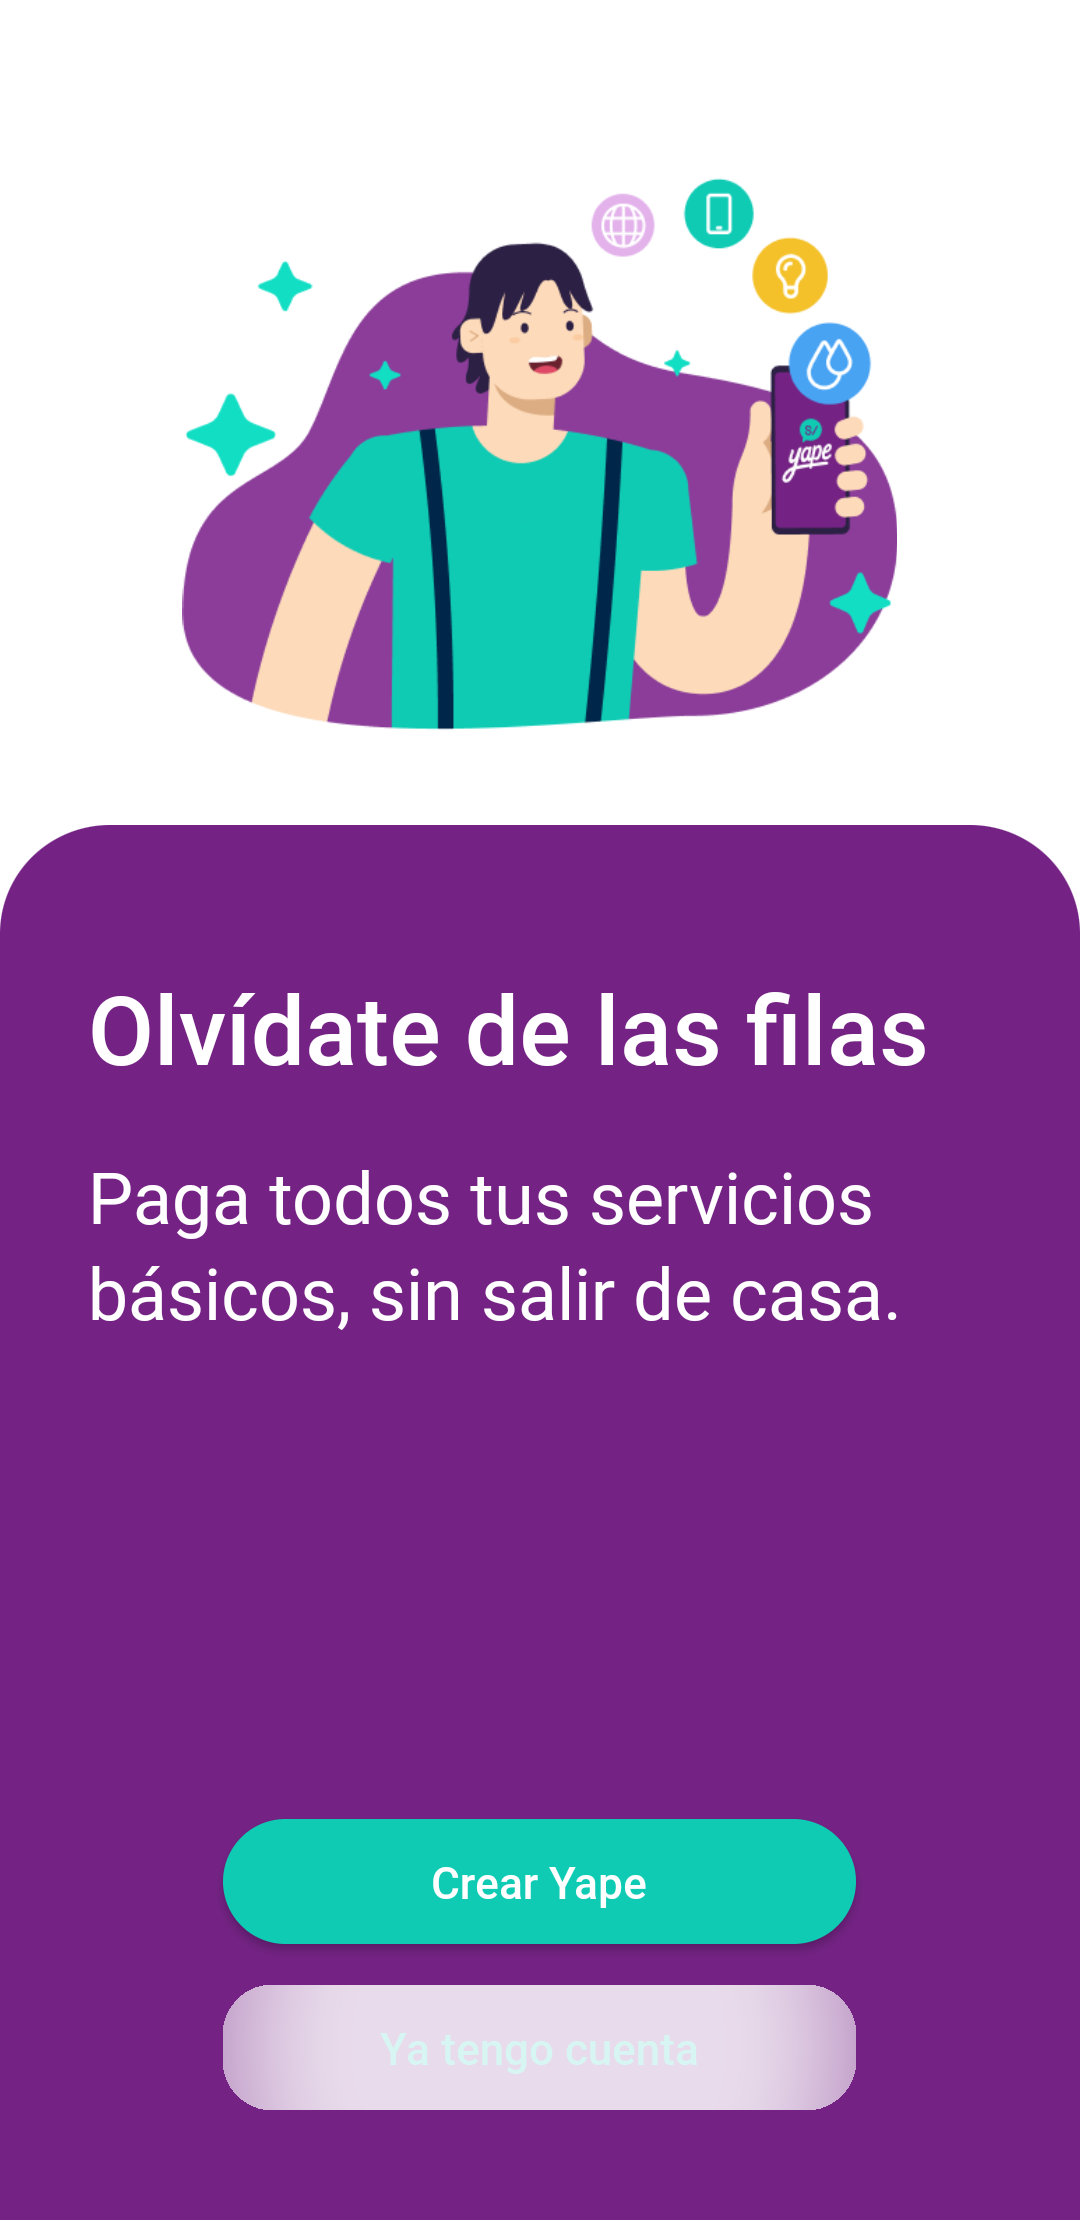 S/
yape
Olvídate de las filas
Paga todos tus servicios
básicos, sin salir de casa.
Crear Yape
Ya tengo cuenta